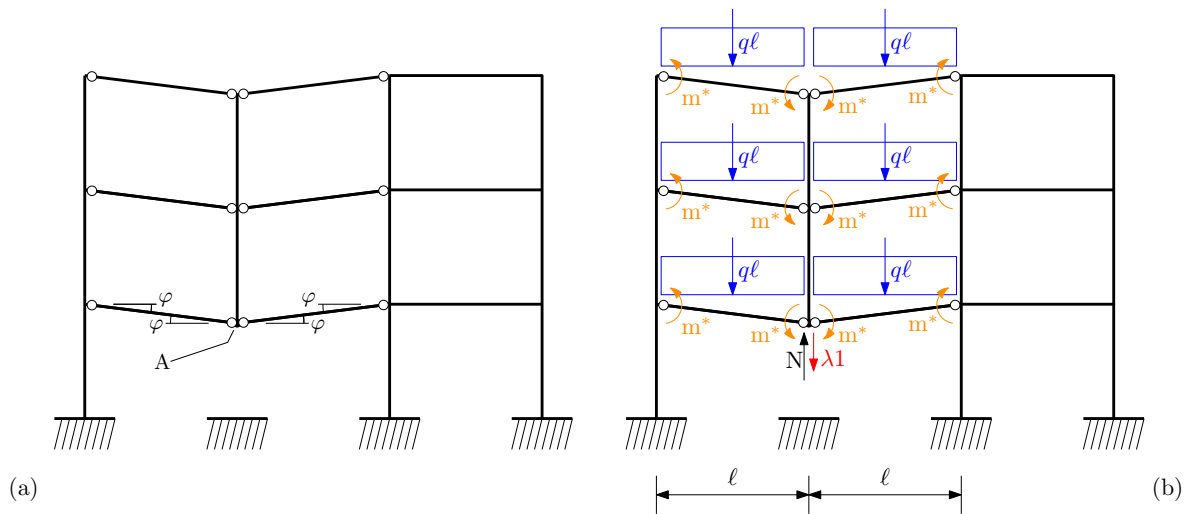 qℓ qℓ
m* m* m* m*
qℓ qℓ
m* m* m* m*
qℓ qℓ
φ φ
φ φ
m* m* m* m*
A
N λ1
ℓ ℓ
(a) (b)